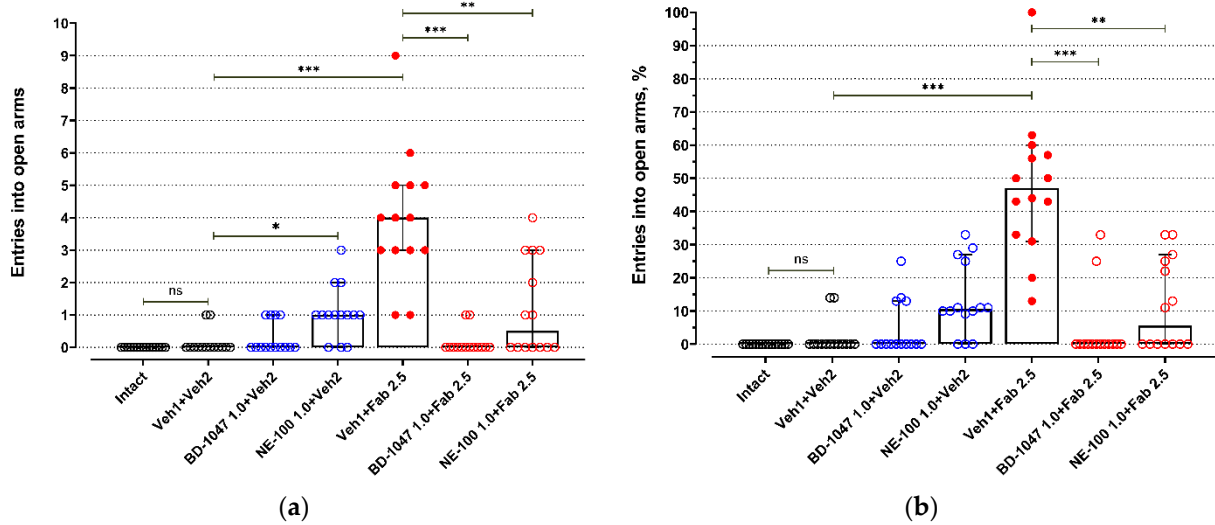 Entries into open arms
10
9
8
7
6
5
4
3
2
1
0
ns
*
***
***
**
Intact
Veh1+Veh2
BD-1047 1.0+Veh2
NE-100 1.0+Veh2
Veh1+Fab 2.5
BD-1047 1.0+Fab 2.5
NE-100 1.0+Fab 2.5
(a)
Entries into open arms, %
100
90
80
70
60
50
40
30
20
10
0
ns
***
***
**
Intact
Veh1+Veh2
BD-1047 1.0+Veh2
NE-100 1.0+Veh2
Veh1+Fab 2.5
BD-1047 1.0+Fab 2.5
NE-100 1.0+Fab 2.5
(b)